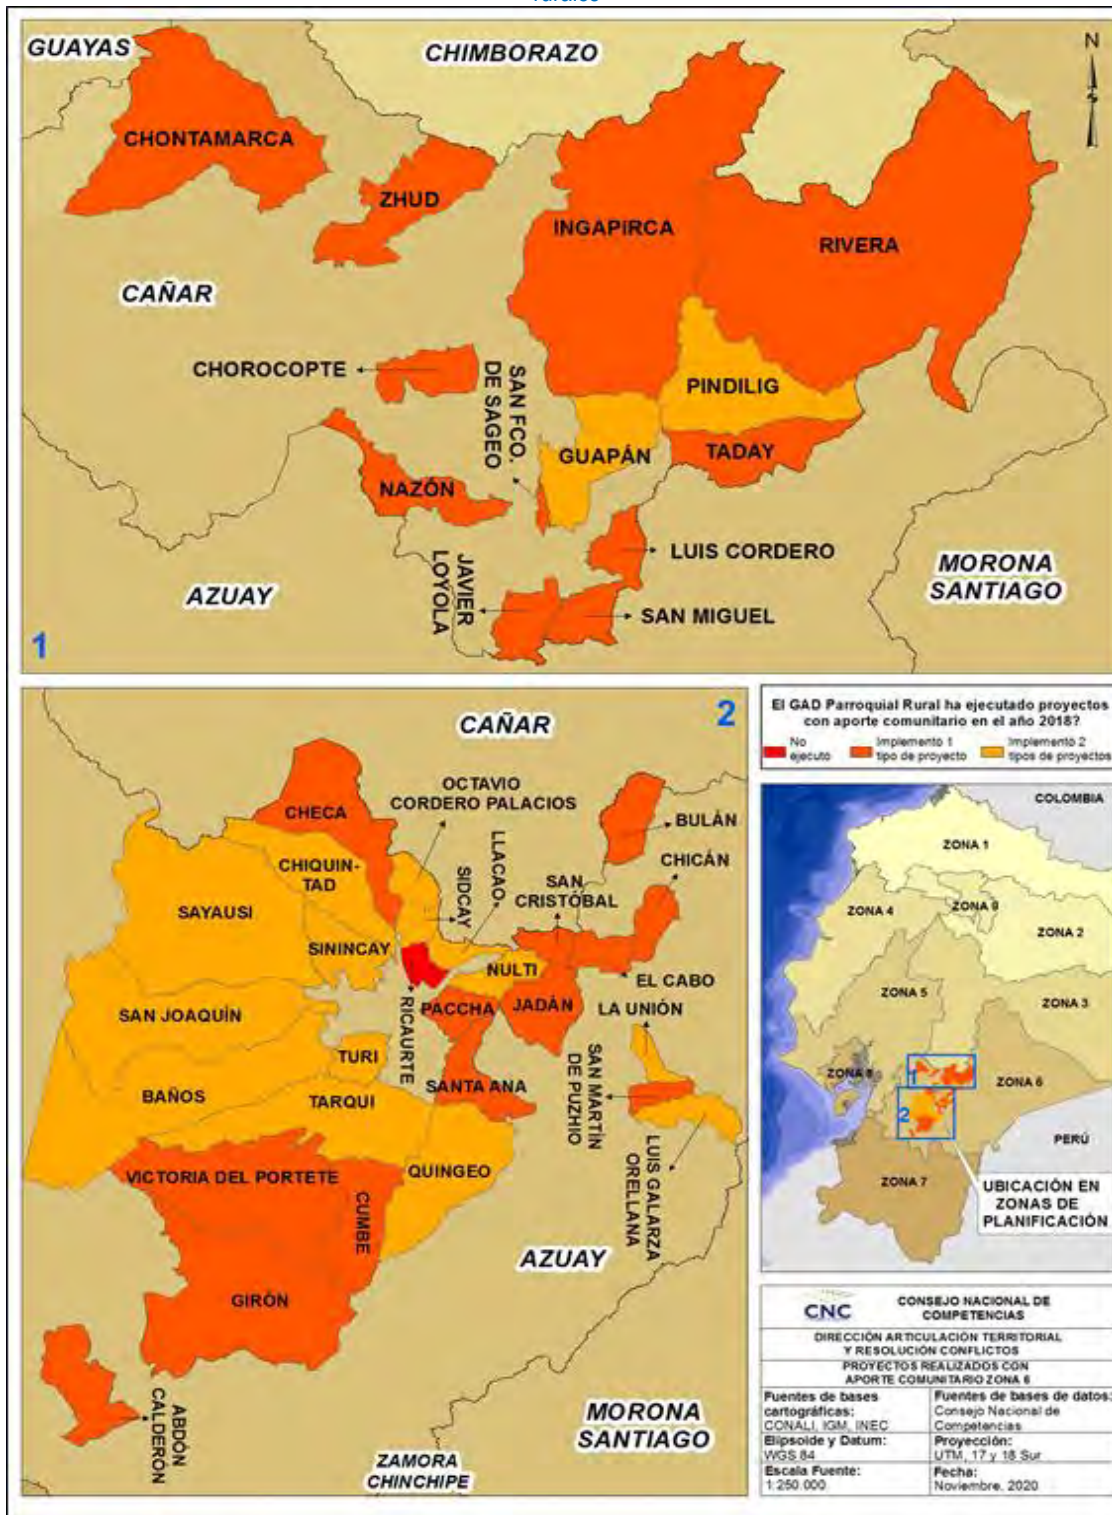 rurales
GUAYAS
CHIMBORAZO
N
CHONTAMARCA
ZHUD
INGAPIRCA
RIVERA
CAÑAR
CHOROCOPTE
SAN FCO.
DE SAGEO
PINDILIG
GUAPÁN
TADAY
NAZÓN
LUIS CORDERO
JAVIER
LOYOLA
MORONA
SANTIAGO
AZUAY
SAN MIGUEL
1
2
CAÑAR
OCTAVIO
CORDERO PALACIOS
CHECA
BULÁN
CHIQUIN-
TAD
LLACAO
SIDCAY
CHICÁN
SAN
CRISTÓBAL
SAYAUSI
SININCAY
NULTI
EL CABO
SAN JOAQUÍN
RICAURTE
PACCHA
JADÁN
LA UNIÓN
TURI
SAN MARTÍN
DE PUZHIO
BAÑOS
TARQUI
SANTA ANA
QUINGEO
LUIS GALARZA
ORELLANA
VICTORIA DEL PORTETE
CUMBE
AZUAY
GIRÓN
ABDÓN
CALDERÓN
MORONA
SANTIAGO
ZAMORA
CHINCHIPE
El GAD Parroquial Rural ha ejecutado proyectos
con aporte comunitario en el año 2018?
No
ejecutó
Implementó 1
tipo de proyecto
Implementó 2
tipos de proyectos
COLOMBIA
ZONA 1
ZONA 4
ZONA 9
ZONA 2
ZONA 5
ZONA 3
ZONA 8
1
ZONA 6
2
PERÚ
ZONA 7
UBICACIÓN EN
ZONAS DE
PLANIFICACIÓN
CNC
CONSEJO NACIONAL DE
COMPETENCIAS
DIRECCIÓN ARTICULACIÓN TERRITORIAL
Y RESOLUCIÓN CONFLICTOS
PROYECTOS REALIZADOS CON
APORTE COMUNITARIO ZONA 6
Fuentes de bases
cartográficas:
CONALI, IGM, INEC
Fuentes de bases de datos:
Consejo Nacional de
Competencias
Elipsoide y Datum:
WGS 84
Proyección:
UTM, 17 y 18 Sur
Escala Fuente:
1:250.000
Fecha:
Noviembre, 2020